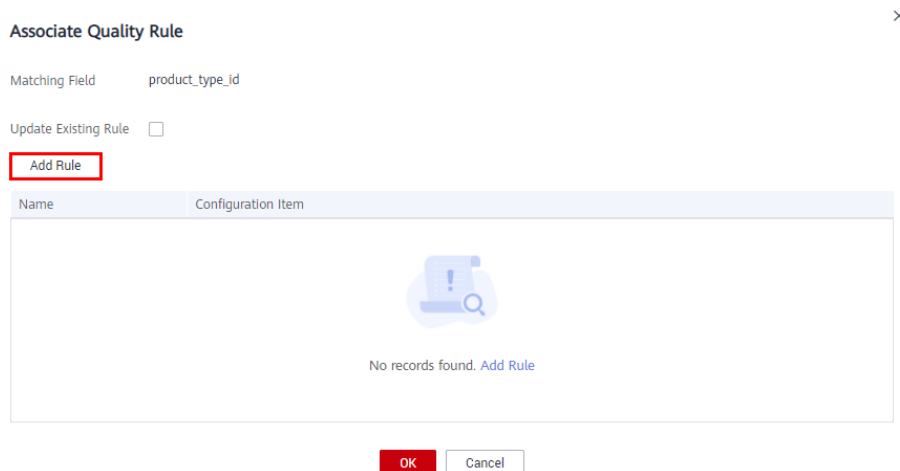 Associate Quality Rule
Matching Field product_type_id
Update Existing Rule
Add Rule
Name Configuration Item
No records found. Add Rule
OK Cancel